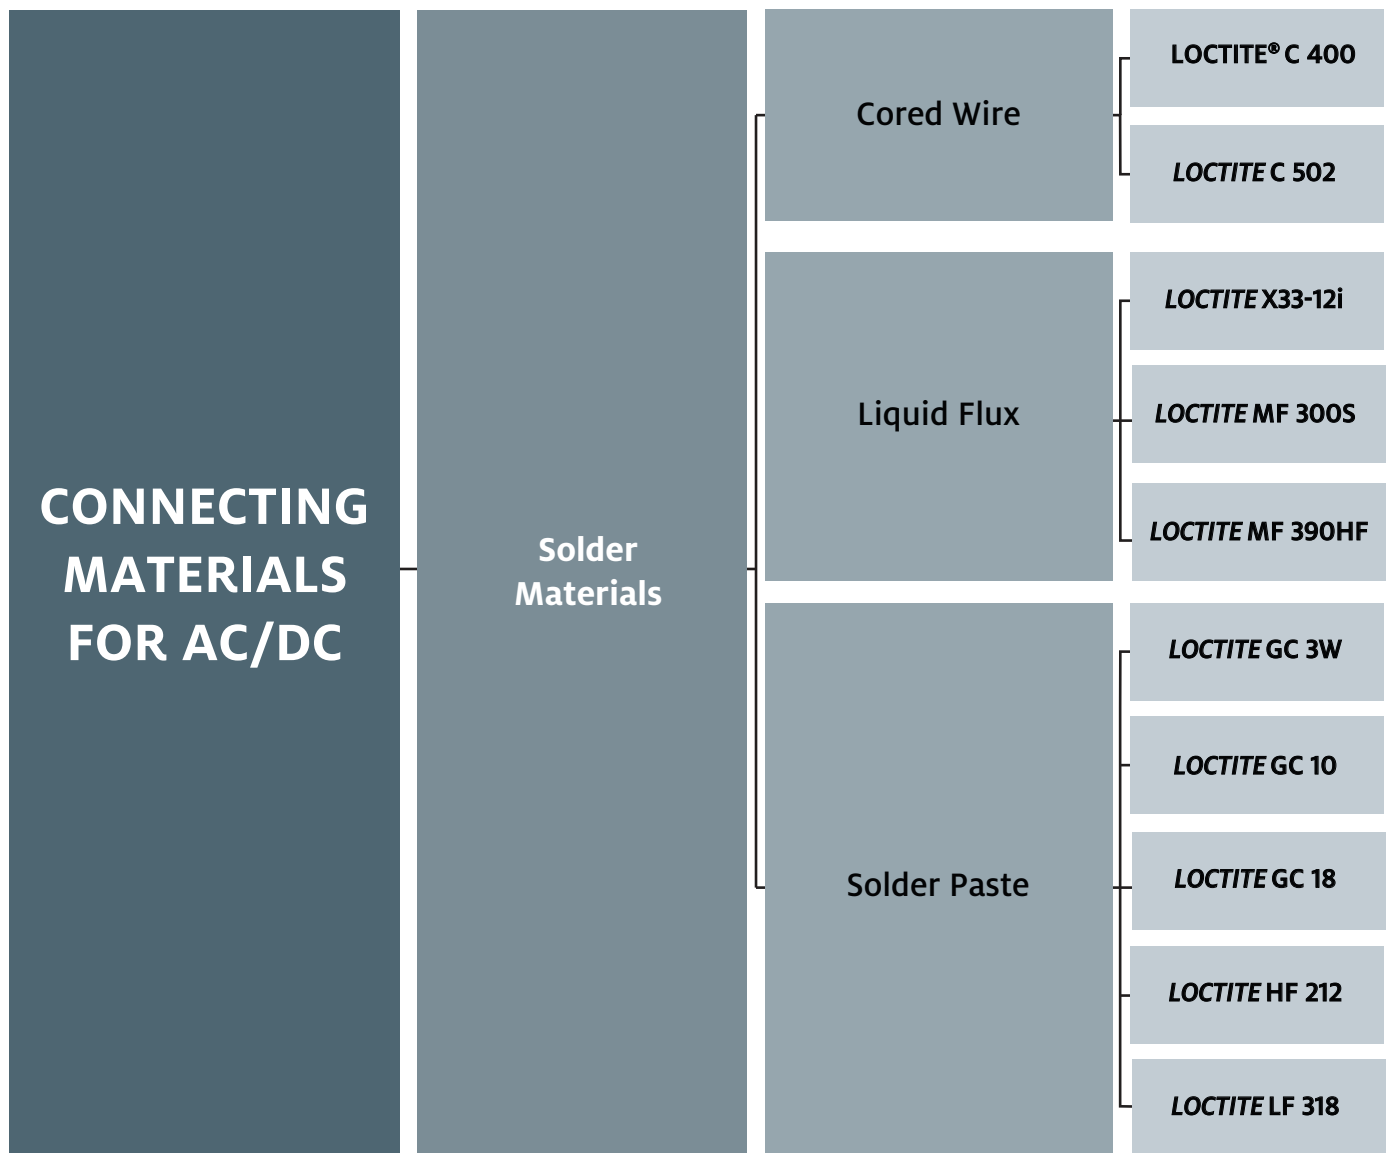 CONNECTING
MATERIALS
FOR AC/DC
Solder
Materials
Cored Wire
LOCTITE® C 400
LOCTITE C 502
Liquid Flux
LOCTITE X33-12i
LOCTITE MF 300S
LOCTITE MF 390HF
Solder Paste
LOCTITE GC 3W
LOCTITE GC 10
LOCTITE GC 18
LOCTITE HF 212
LOCTITE LF 318